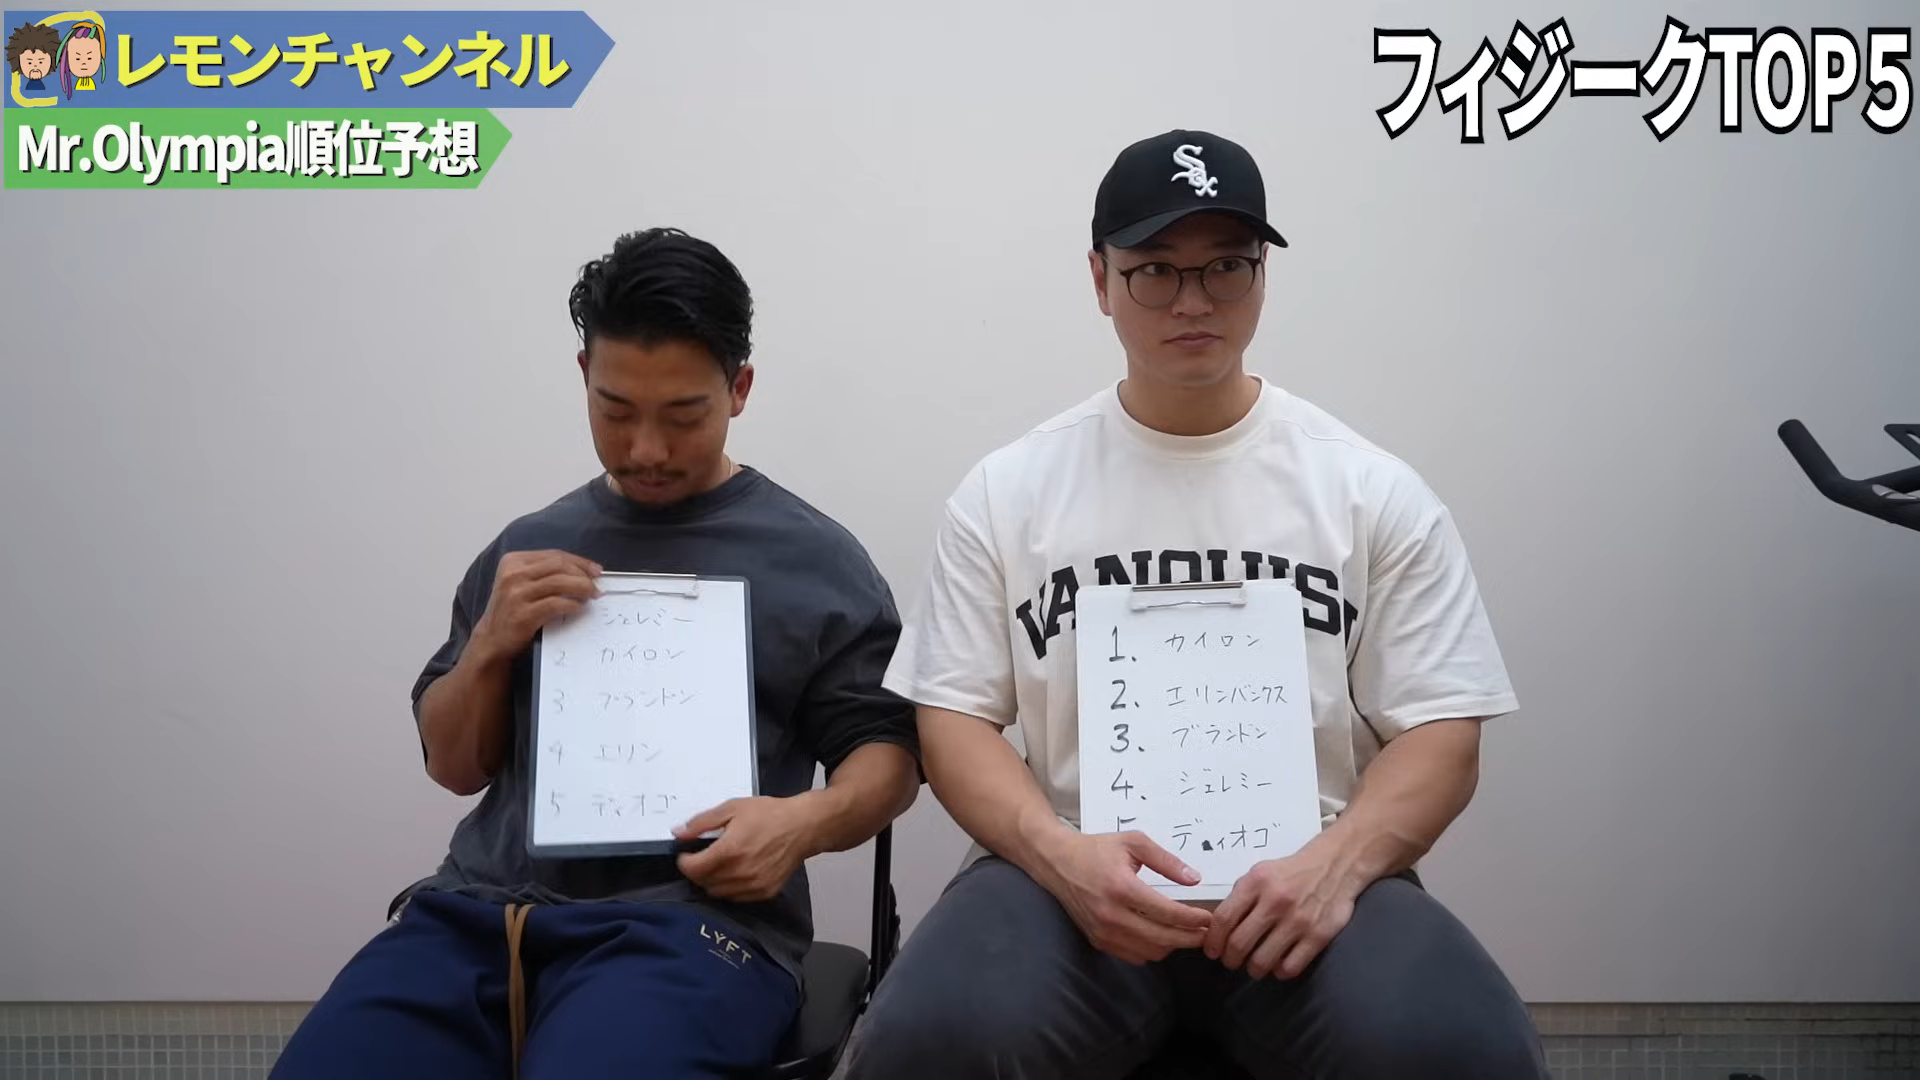 レモンチャンネル
Mr.Olympia順位予想
フィジークTOP5
ジェレミー
2 カイロン
3 ブランドン
4 エリン
5 ディオゴ
LYFT
Sox
VANQUIS
1. カイロン
2. エリンバンクス
3. ブランドン
4. ジェレミー
5 ディオゴ